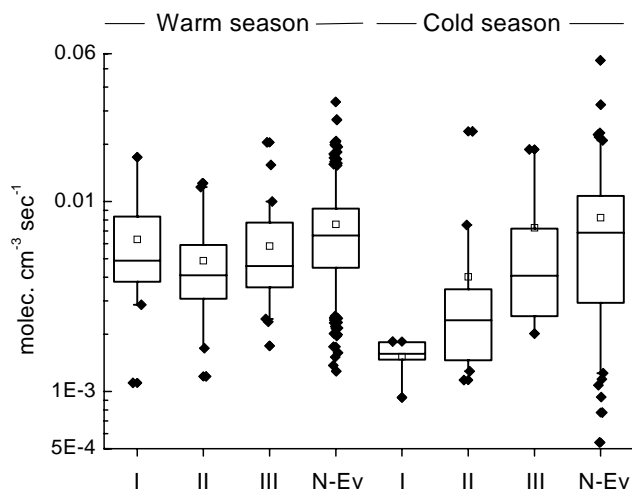 Warm season Cold season
0.06
0.01
1E-3
5E-4
molec. cm⁻³ sec⁻¹
I II III N-Ev I II III N-Ev